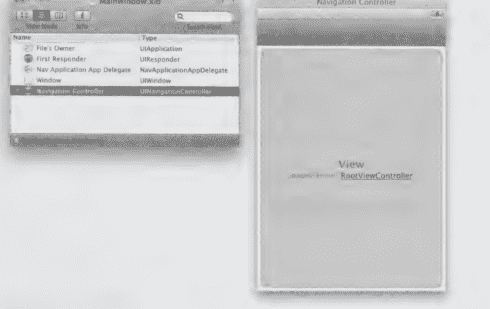 MainWindow.xib
View Mode Info Search Field
Name Type
File's Owner UIApplication
First Responder UIResponder
Nav Application App Delegate NavApplicationAppDelegate
Window UIWindow
Navigation Controller UINavigationController
Navigation Controller
View
RootViewController